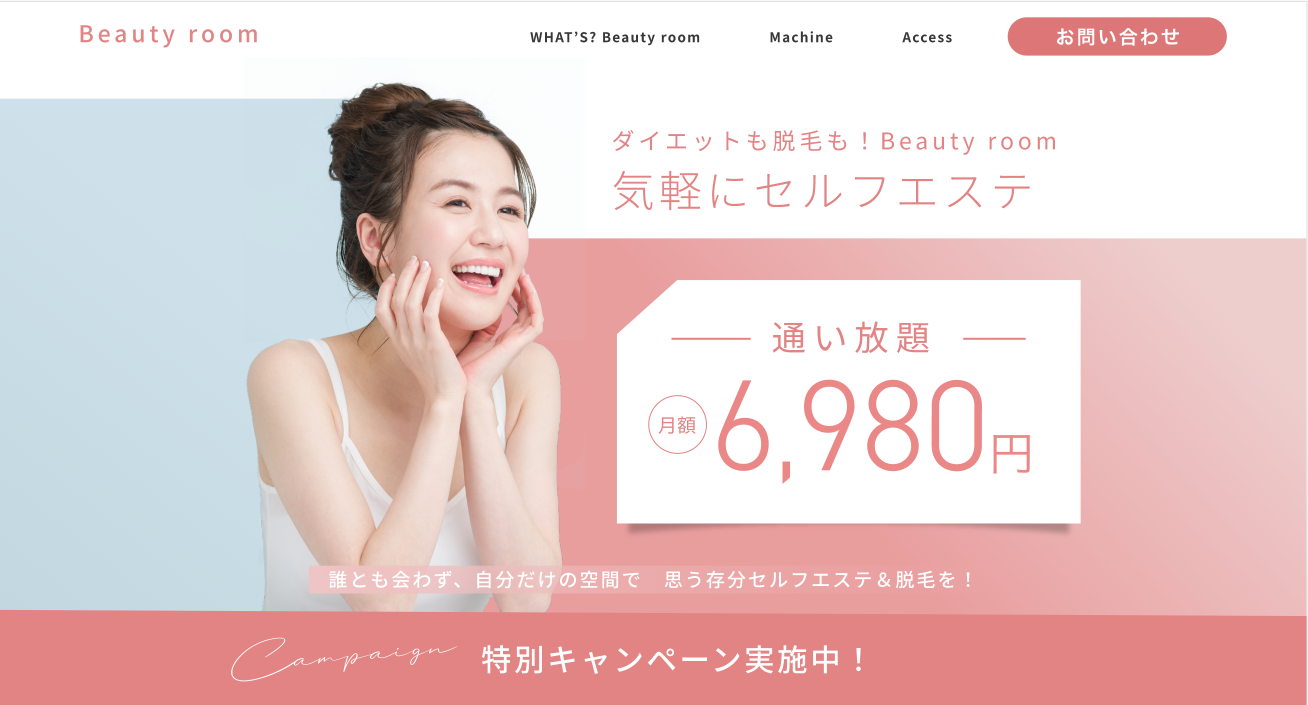 Beauty room
WHAT’S? Beauty room
Machine
Access
お問い合わせ
ダイエットも脱毛も！Beauty room
気軽にセルフエステ
通い放題
月額
6,980円
誰とも会わず、自分だけの空間で　思う存分セルフエステ＆脱毛を！
Campaign
特別キャンペーン実施中！